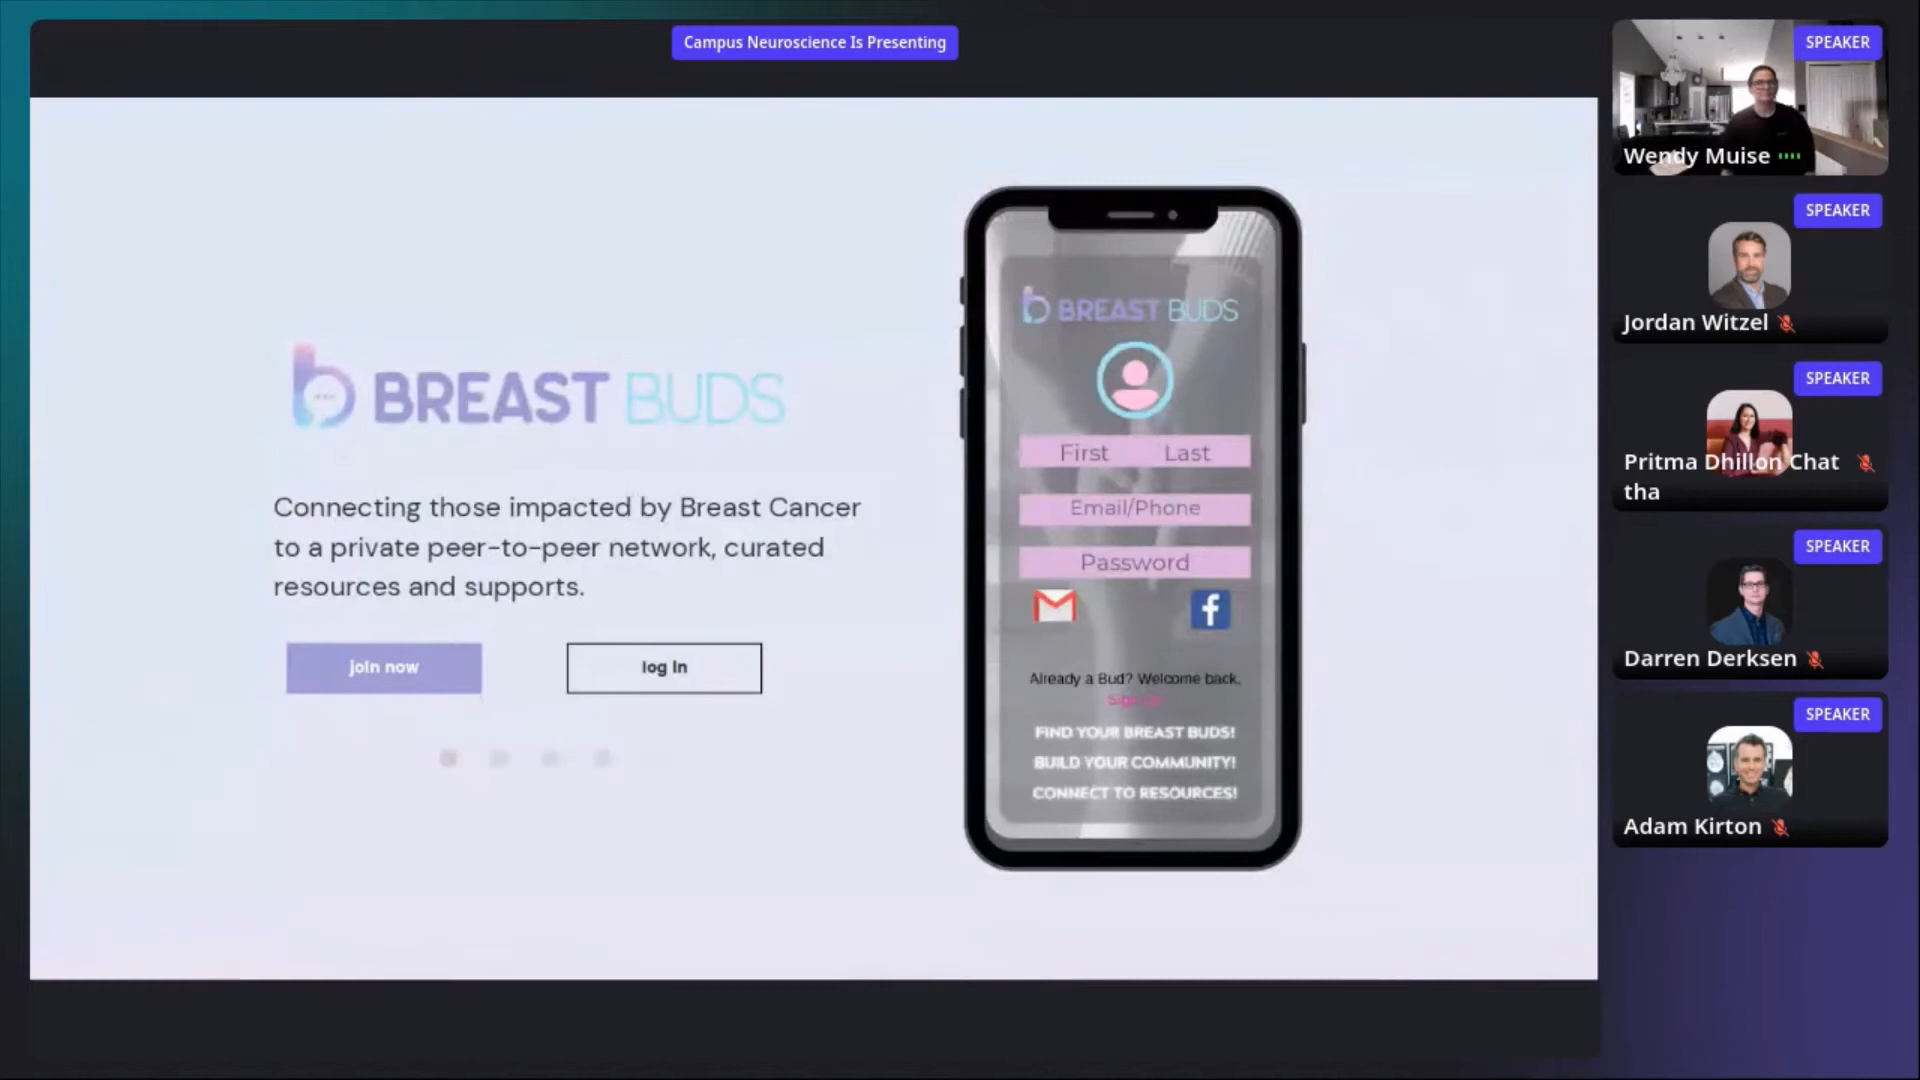 Campus Neuroscience Is Presenting
BREAST BUDS
Connecting those impacted by Breast Cancer
to a private peer-to-peer network, curated
resources and supports.
join now
log In
BREAST BUDS
First Last
Email/Phone
Password
Already a Bud? Welcome back,
FIND YOUR BREAST BUDS!
BUILD YOUR COMMUNITY!
CONNECT TO RESOURCES!
SPEAKER
Wendy Muise
SPEAKER
Jordan Witzel
SPEAKER
Pritma Dhillon Chat
tha
SPEAKER
Darren Derksen
SPEAKER
Adam Kirton